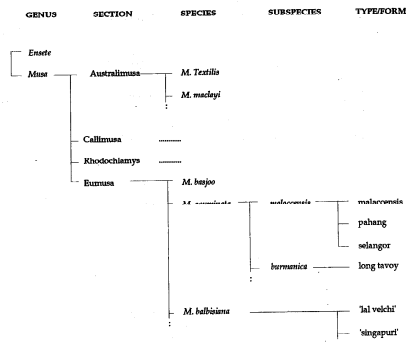 GENUS SECTION SPECIES SUBSPECIES TYPE/FORM
Ensete
Musa Australimusa M. Textilis
M. maclayi
:
Callimusa ............
Rhodochlamys ............
Eumusa M. basjoo
M. acuminata malaccensis malaccensis
pahang
selangor
burmanica long tavoy
:
M. balbisiana 'lal velchi'
: 'singapuri'
: